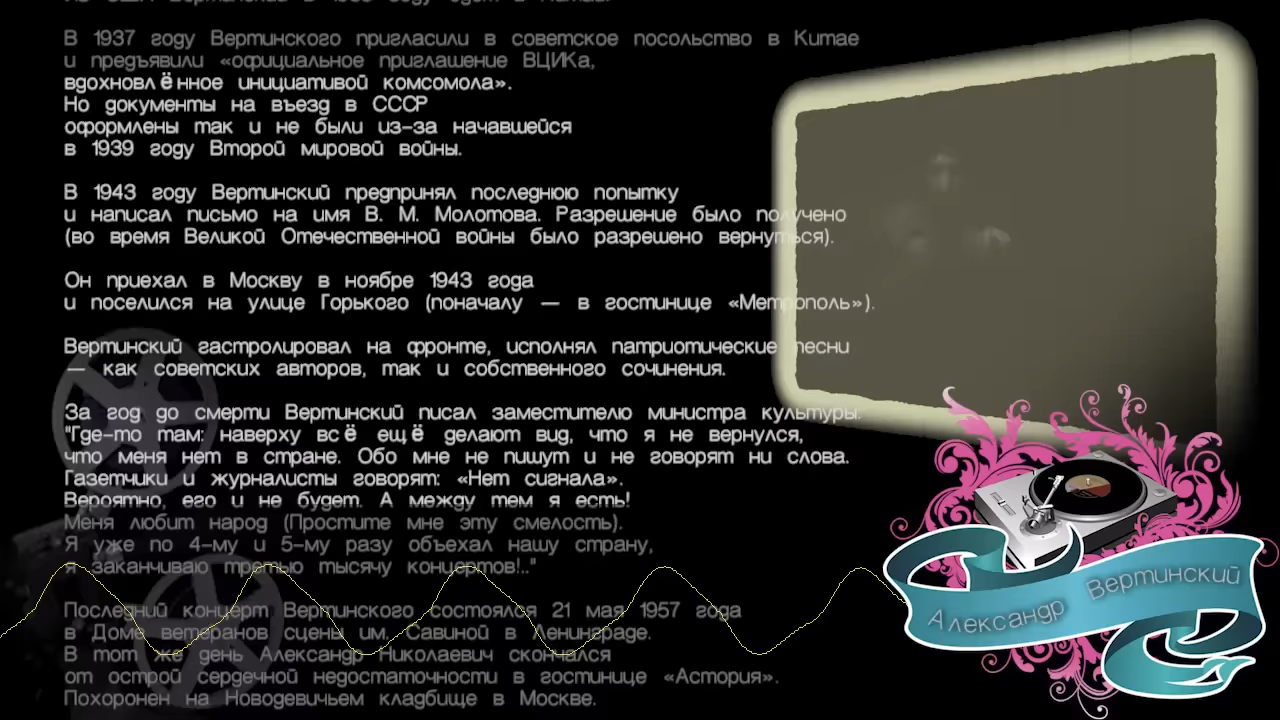 В 1937 году Вертинского пригласили в советское посольство в Китае
и предъявили «официальное приглашение ВЦИКа,
вдохновлённое инициативой комсомола».
Но документы на въезд в СССР
оформлены так и не были из-за начавшейся
в 1939 году Второй мировой войны.
В 1943 году Вертинский предпринял последнюю попытку
и написал письмо на имя В. М. Молотова. Разрешение было получено
(во время Великой Отечественной войны было разрешено вернуться).
Он приехал в Москву в ноябре 1943 года
и поселился на улице Горького (поначалу — в гостинице «Метрополь»).
Вертинский гастролировал на фронте, исполнял патриотические песни
— как советских авторов, так и собственного сочинения.
За год до смерти Вертинский писал заместителю министра культуры:
"Где-то там: наверху всё ещё делают вид, что я не вернулся,
что меня нет в стране. Обо мне не пишут и не говорят ни слова.
Газетчики и журналисты говорят: «Нет сигнала».
Вероятно, его и не будет. А между тем я есть!
Меня любит народ (Простите мне эту смелость).
Я уже по 4-му и 5-му разу объехал нашу страну,
я заканчиваю третью тысячу концертов!.."
Последний концерт Вертинского состоялся 21 мая 1957 года
в Доме ветеранов сцены им. Савиной в Ленинграде.
В тот же день Александр Николаевич скончался
от острой сердечной недостаточности в гостинице «Астория».
Похоронен на Новодевичьем кладбище в Москве.
Александр Вертинский